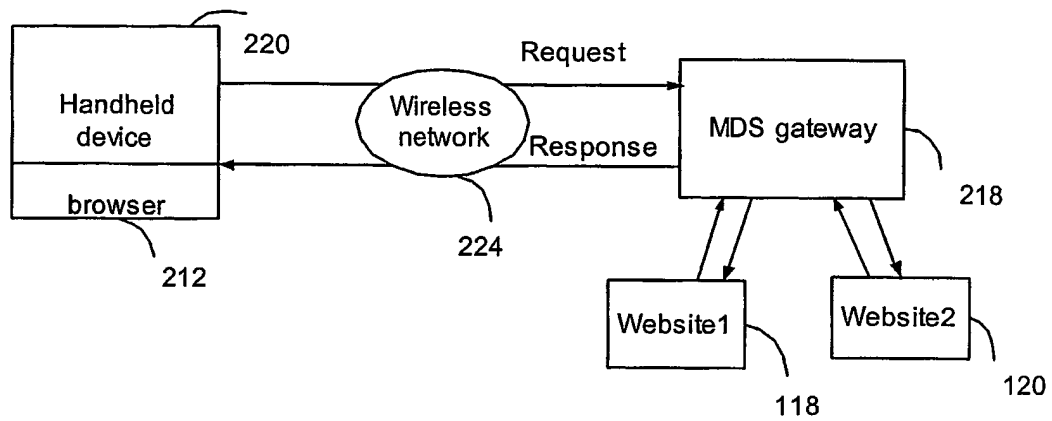 220
Request
Handheld
device
Wireless
network
MDS gateway
Response
browser
218
224
212
Website1
Website2
118
120